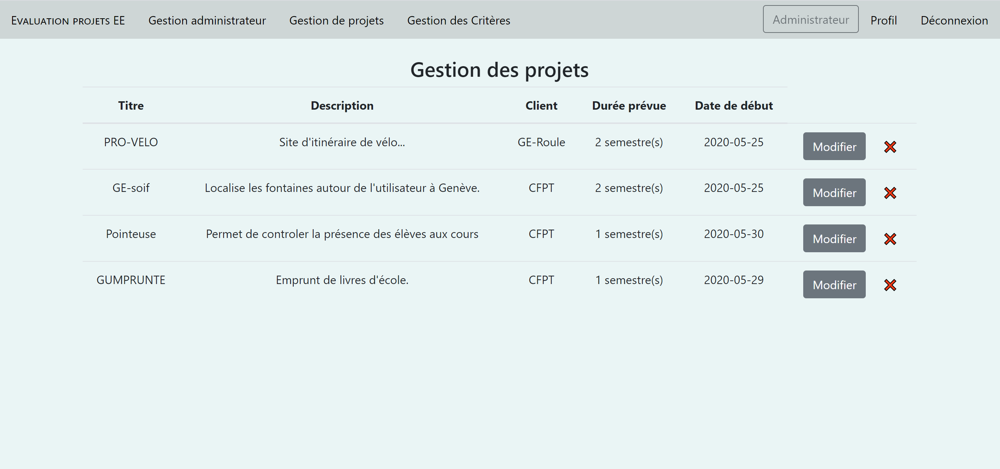 Evaluation projets EE Gestion administrateur Gestion de projets Gestion des Critères Administrateur Profil Déconnexion
Gestion des projets
Titre Description Client Durée prévue Date de début
PRO-VELO Site d'itinéraire de vélo... GE-Roule 2 semestre(s) 2020-05-25 Modifier
GE-soif Localise les fontaines autour de l'utilisateur à Genève. CFPT 2 semestre(s) 2020-05-25 Modifier
Pointeuse Permet de controler la présence des élèves aux cours CFPT 1 semestre(s) 2020-05-30 Modifier
GUMPRUNTE Emprunt de livres d'école. CFPT 1 semestre(s) 2020-05-29 Modifier